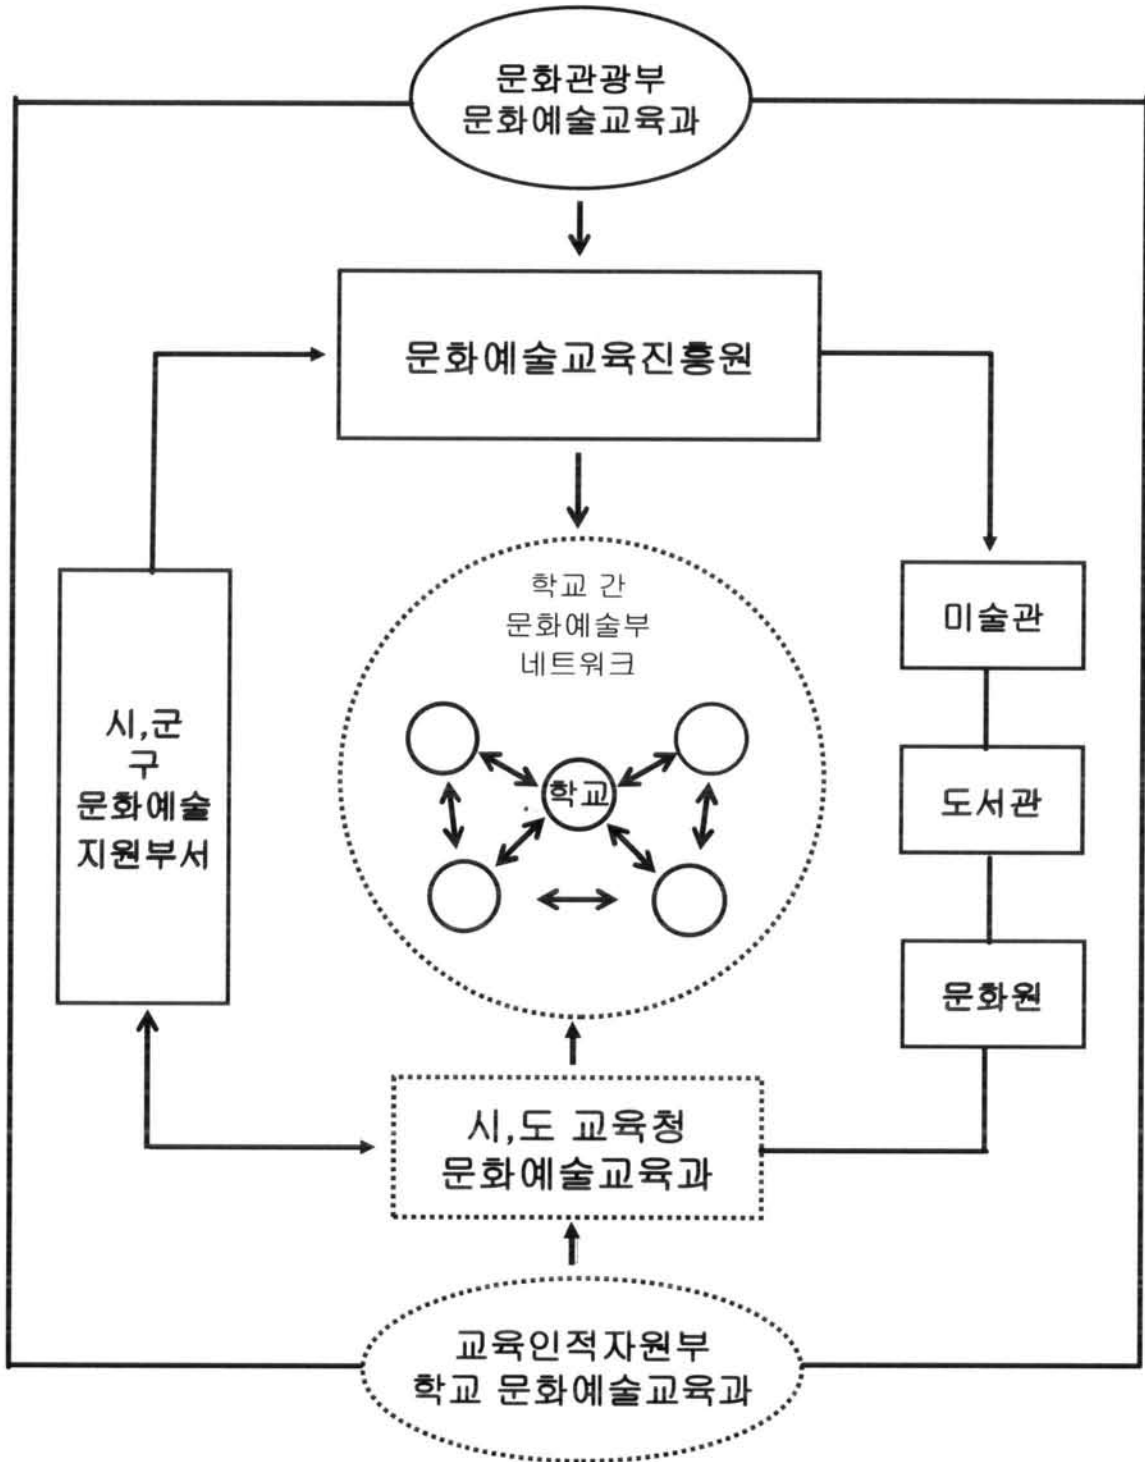 문화관광부
문화예술교육과
문화예술교육진흥원
학교 간
문화예술부
네트워크
학교
시,군
구
문화예술
지원부서
미술관
도서관
문화원
시,도 교육청
문화예술교육과
교육인적자원부
학교 문화예술교육과